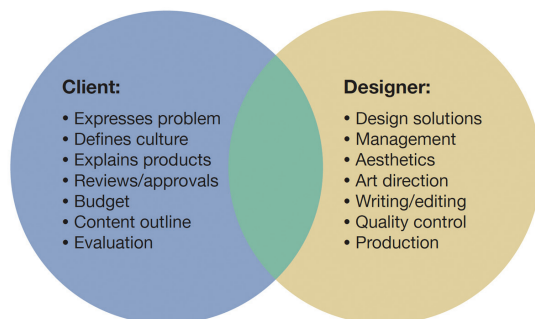 Client:
• Expresses problem
• Defines culture
• Explains products
• Reviews/approvals
• Budget
• Content outline
• Evaluation
Designer:
• Design solutions
• Management
• Aesthetics
• Art direction
• Writing/editing
• Quality control
• Production